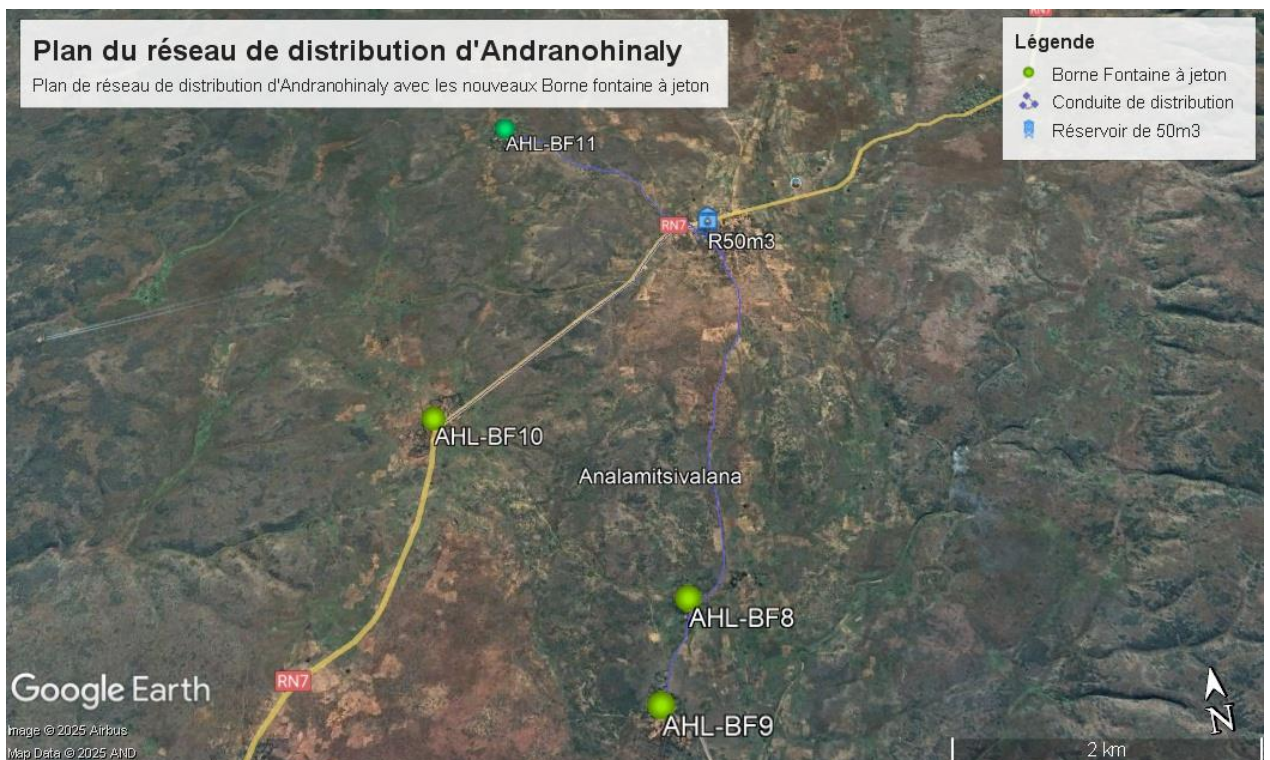 Plan du réseau de distribution d'Andranohinaly
Plan de réseau de distribution d'Andranohinaly avec les nouveaux Borne fontaine à jeton
RN7
Légende
Borne Fontaine à jeton
Conduite de distribution
Réservoir de 50m3
AHL-BF11
RN7
R50m3
AHL-BF10
Analamitsivalana
AHL-BF8
RN7
Google Earth
AHL-BF9
N
Image © 2025 Airbus
Map Data © 2025 AND
2 km